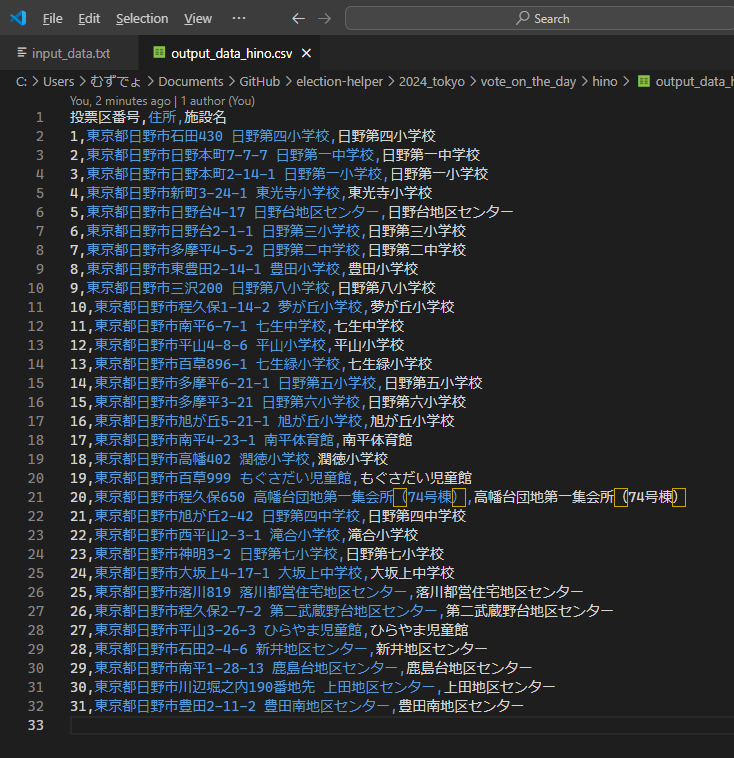 File Edit Selection View ··· ← → Search
input_data.txt output_data_hino.csv ×
C: > Users > むずでょ > Documents > GitHub > election-helper > 2024_tokyo > vote_on_the_day > hino > output_data_h
You, 2 minutes ago | 1 author (You)
1 投票区番号,住所,施設名
2 1,東京都日野市石田430 日野第四小学校,日野第四小学校
3 2,東京都日野市日野本町7-7-7 日野第一中学校,日野第一中学校
4 3,東京都日野市日野本町2-14-1 日野第一小学校,日野第一小学校
5 4,東京都日野市新町3-24-1 東光寺小学校,東光寺小学校
6 5,東京都日野市日野台4-17 日野台地区センター,日野台地区センター
7 6,東京都日野市日野台2-1-1 日野第三小学校,日野第三小学校
8 7,東京都日野市多摩平4-5-2 日野第二中学校,日野第二中学校
9 8,東京都日野市東豊田2-14-1 豊田小学校,豊田小学校
10 9,東京都日野市三沢200 日野第八小学校,日野第八小学校
11 10,東京都日野市程久保1-14-2 夢が丘小学校,夢が丘小学校
12 11,東京都日野市南平6-7-1 七生中学校,七生中学校
13 12,東京都日野市平山4-8-6 平山小学校,平山小学校
14 13,東京都日野市百草896-1 七生緑小学校,七生緑小学校
15 14,東京都日野市多摩平6-21-1 日野第五小学校,日野第五小学校
16 15,東京都日野市多摩平3-21 日野第六小学校,日野第六小学校
17 16,東京都日野市旭が丘5-21-1 旭が丘小学校,旭が丘小学校
18 17,東京都日野市南平4-23-1 南平体育館,南平体育館
19 18,東京都日野市高幡402 潤徳小学校,潤徳小学校
20 19,東京都日野市百草999 もぐさだい児童館,もぐさだい児童館
21 20,東京都日野市程久保650 高幡台団地第一集会所（74号棟）,高幡台団地第一集会所（74号棟）
22 21,東京都日野市旭が丘2-42 日野第四中学校,日野第四中学校
23 22,東京都日野市西平山2-3-1 滝合小学校,滝合小学校
24 23,東京都日野市神明3-2 日野第七小学校,日野第七小学校
25 24,東京都日野市大坂上4-17-1 大坂上中学校,大坂上中学校
26 25,東京都日野市落川819 落川都営住宅地区センター,落川都営住宅地区センター
27 26,東京都日野市程久保2-7-2 第二武蔵野台地区センター,第二武蔵野台地区センター
28 27,東京都日野市平山3-26-3 ひらやま児童館,ひらやま児童館
29 28,東京都日野市石田2-4-6 新井地区センター,新井地区センター
30 29,東京都日野市南平1-28-13 鹿島台地区センター,鹿島台地区センター
31 30,東京都日野市川辺堀之内190番地先 上田地区センター,上田地区センター
32 31,東京都日野市豊田2-11-2 豊田南地区センター,豊田南地区センター
33